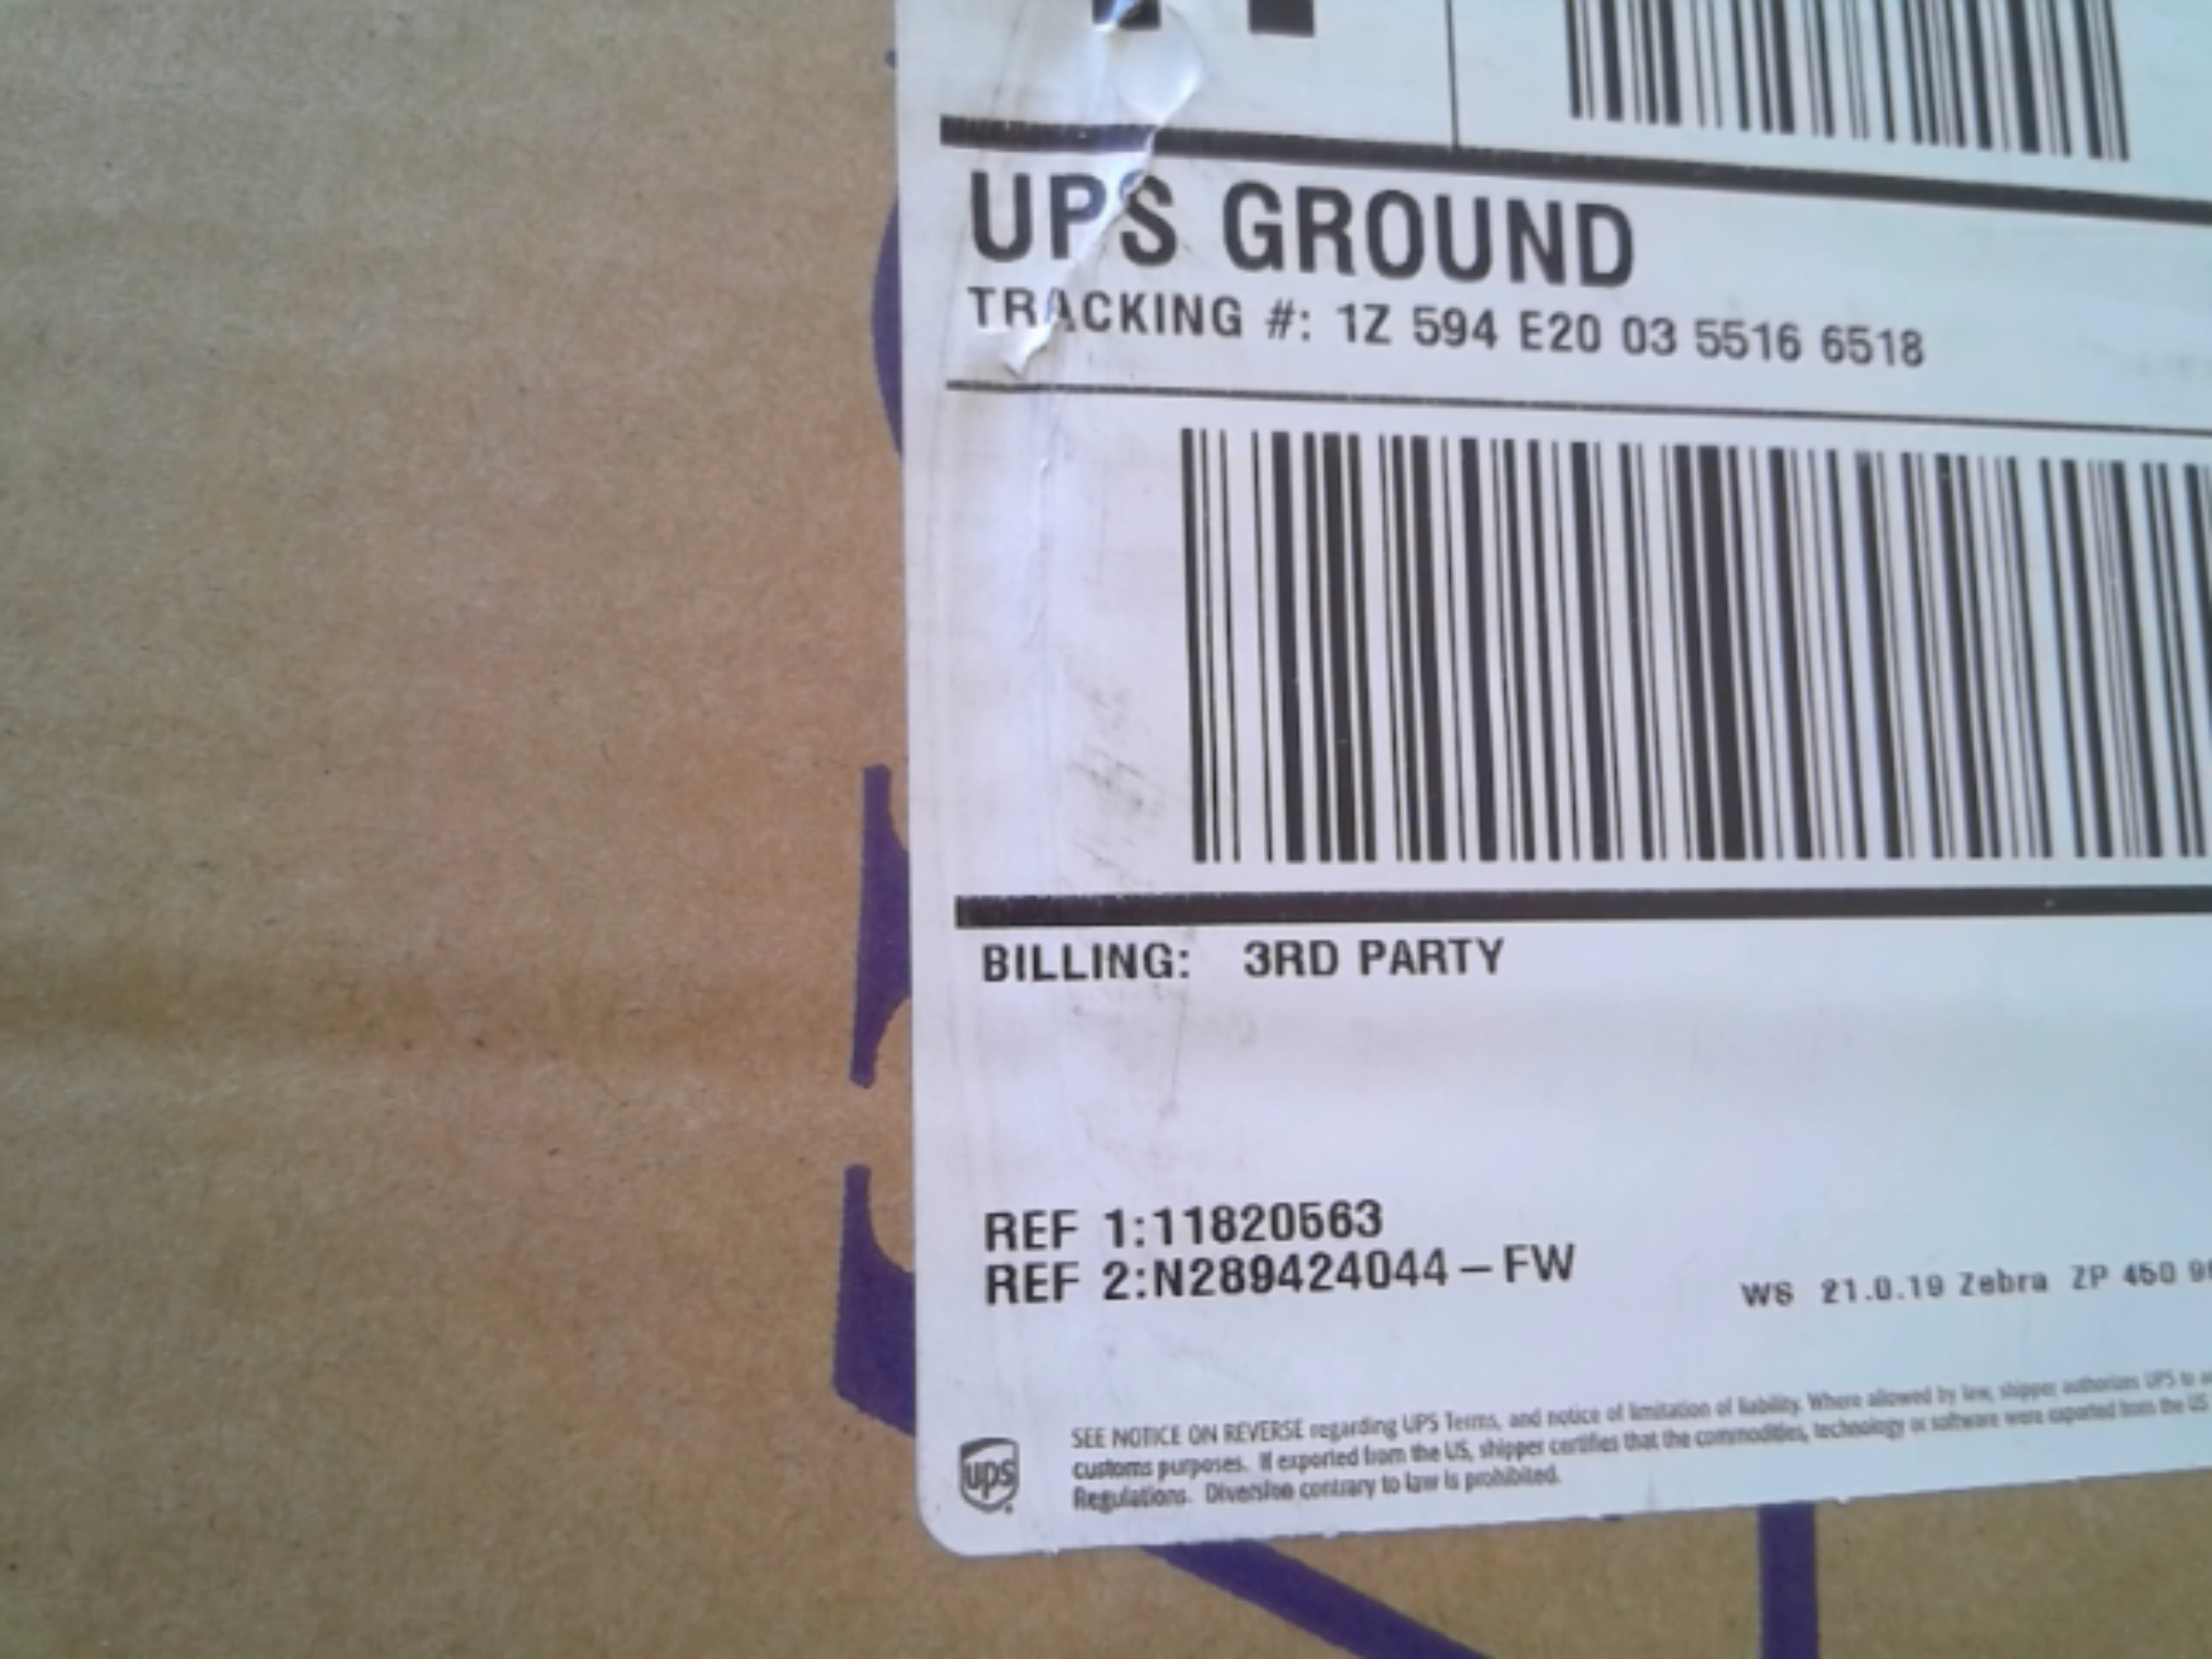 UPS GROUND
TRACKING #: 1Z 594 E20 03 5516 6518
BILLING: 3RD PARTY
REF 1:11820563
REF 2:N289424044-FW
WS 21.0.19 Zebra ZP 450
SEE NOTICE ON REVERSE regarding UPS Terms, and notice of limitation of liability. Where allowed by law, shipper authorizes UPS to
customs purposes. If exported from the US, shipper certifies that the commodities, technology or software were exported from the US
Regulations. Diversion contrary to law is prohibited.
ups